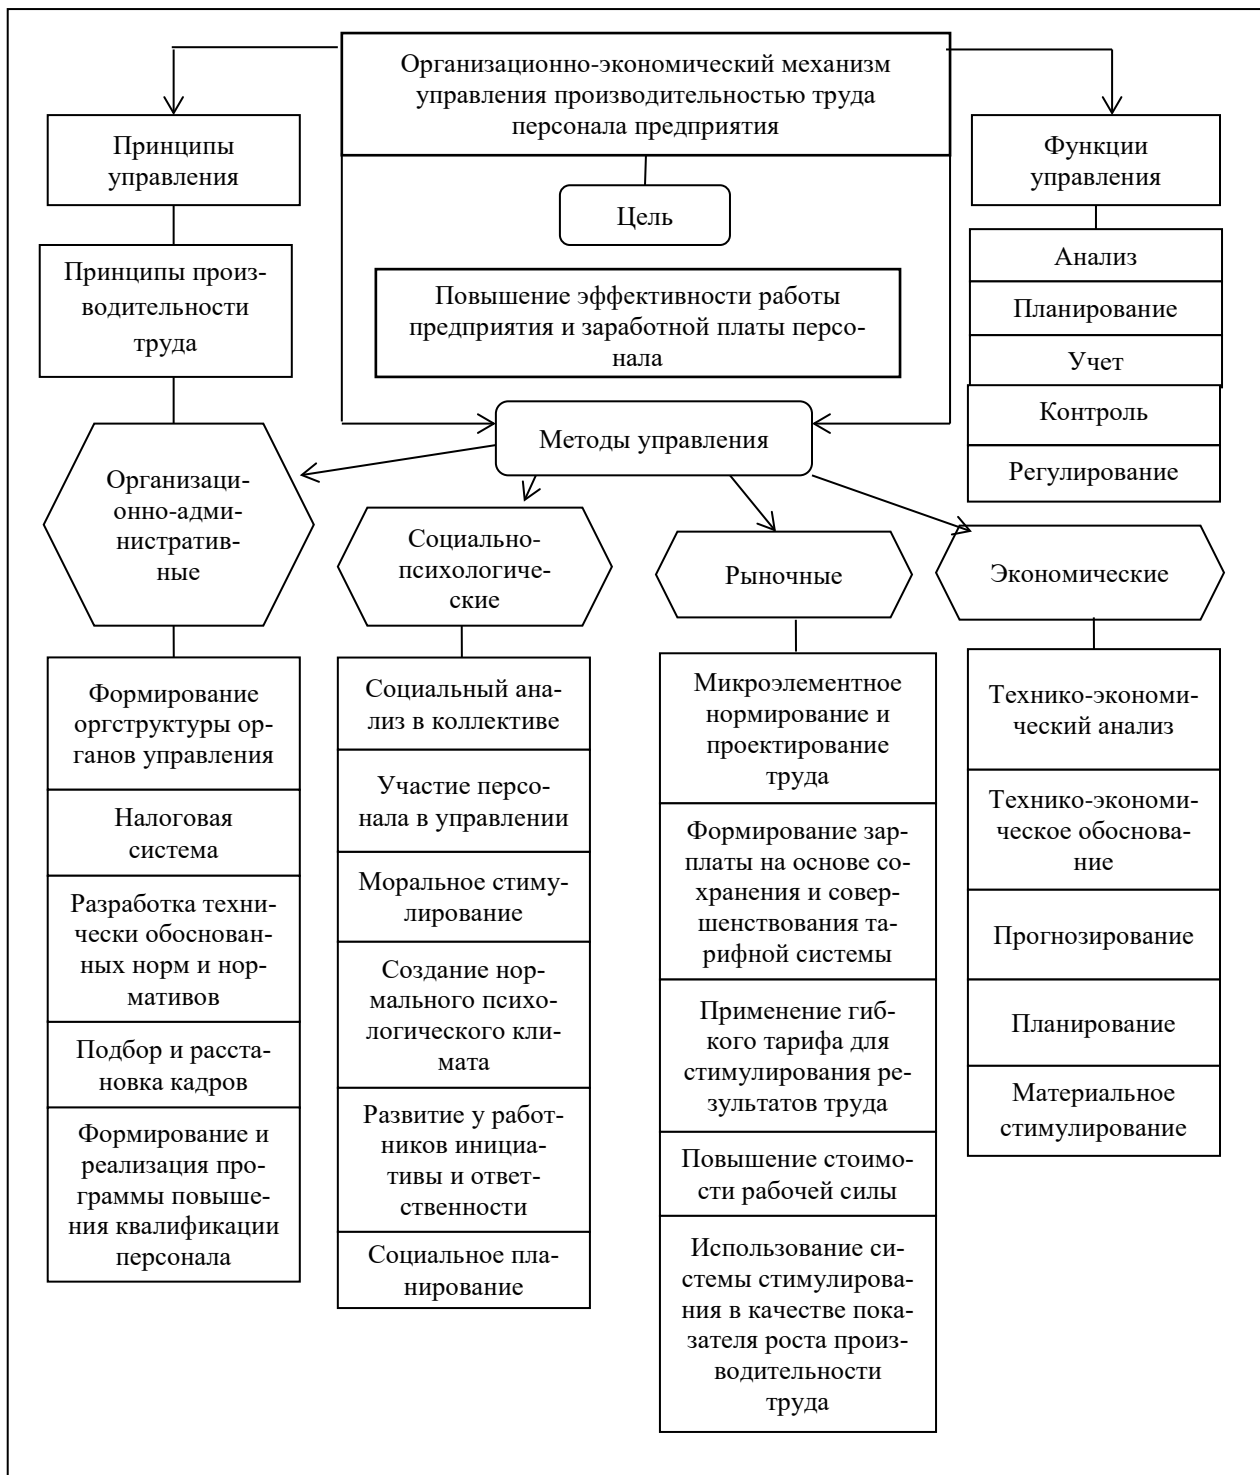 Организационно-экономический механизм
управления производительностью труда
персонала предприятия
Принципы
управления
Функции
управления
Цель
Принципы произ-
водительности
труда
Анализ
Планирование
Учет
Контроль
Регулирование
Повышение эффективности работы
предприятия и заработной платы персо-
нала
Методы управления
Организаци-
онно-адми-
нистратив-
ные
Социально-
психологиче-
ские
Рыночные
Экономические
Формирование
оргструктуры ор-
ганов управления
Налоговая
система
Разработка техни-
чески обоснован-
ных норм и нор-
мативов
Подбор и расста-
новка кадров
Формирование и
реализация про-
граммы повыше-
ния квалификации
персонала
Социальный ана-
лиз в коллективе
Участие персо-
нала в управлении
Моральное стиму-
лирование
Создание нор-
мального психо-
логического кли-
мата
Развитие у работ-
ников инициа-
тивы и ответ-
ственности
Социальное пла-
нирование
Микроэлементное
нормирование и
проектирование
труда
Формирование зар-
платы на основе со-
хранения и совер-
шенствования та-
рифной системы
Применение гиб-
кого тарифа для
стимулирования ре-
зультатов труда
Повышение стоимо-
сти рабочей силы
Использование си-
стемы стимулирова-
ния в качестве пока-
зателя роста произ-
водительности
труда
Технико-экономи-
ческий анализ
Технико-экономи-
ческое обоснова-
ние
Прогнозирование
Планирование
Материальное
стимулирование